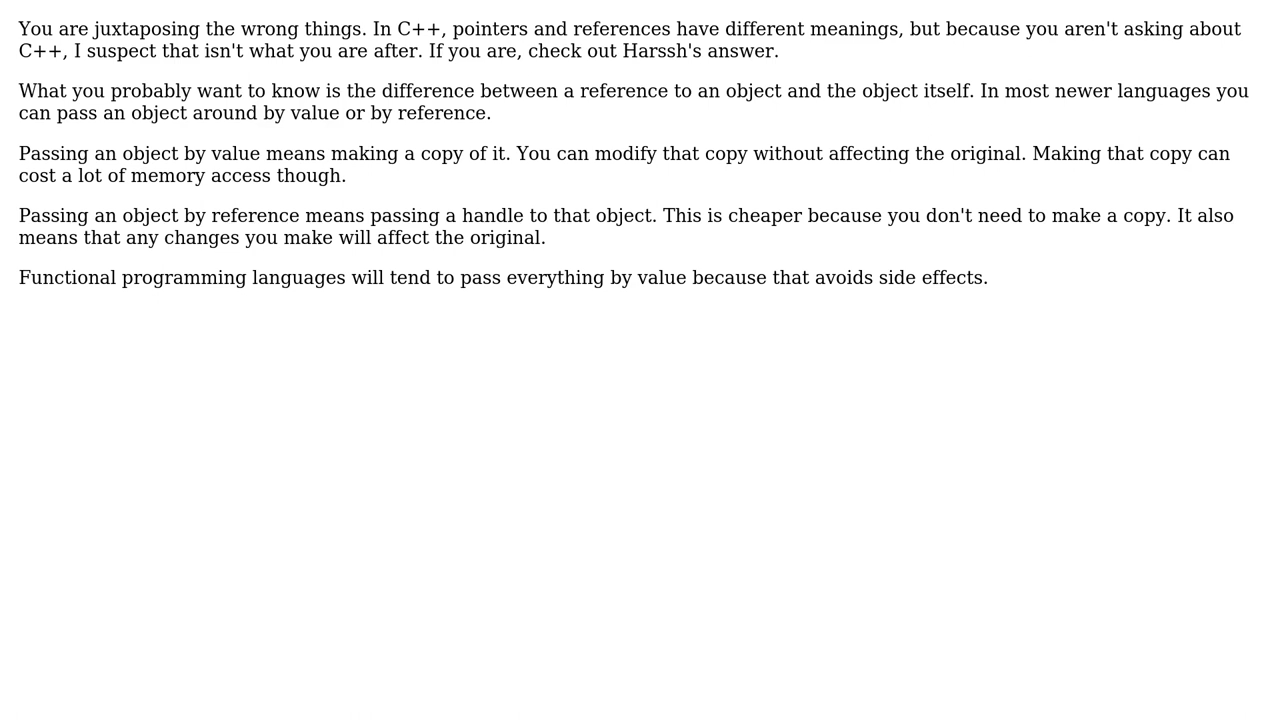 You are juxtaposing the wrong things. In C++, pointers and references have different meanings, but because you aren't asking about
C++, I suspect that isn't what you are after. If you are, check out Harssh's answer.
What you probably want to know is the difference between a reference to an object and the object itself. In most newer languages you
can pass an object around by value or by reference.
Passing an object by value means making a copy of it. You can modify that copy without affecting the original. Making that copy can
cost a lot of memory access though.
Passing an object by reference means passing a handle to that object. This is cheaper because you don't need to make a copy. It also
means that any changes you make will affect the original.
Functional programming languages will tend to pass everything by value because that avoids side effects.